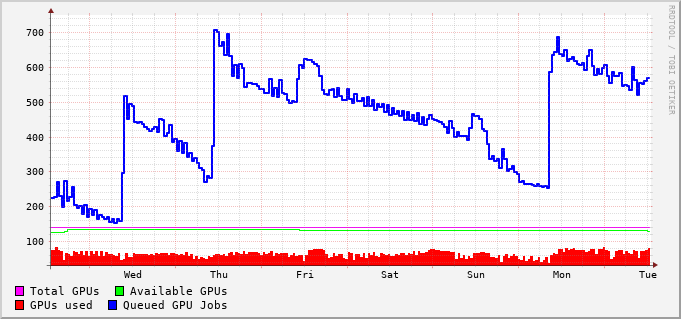 700
600
500
400
300
200
100
Wed Thu Fri Sat Sun Mon Tue
Total GPUs Available GPUs
GPUs used Queued GPU Jobs
RRDTOOL / TOBI OETIKER